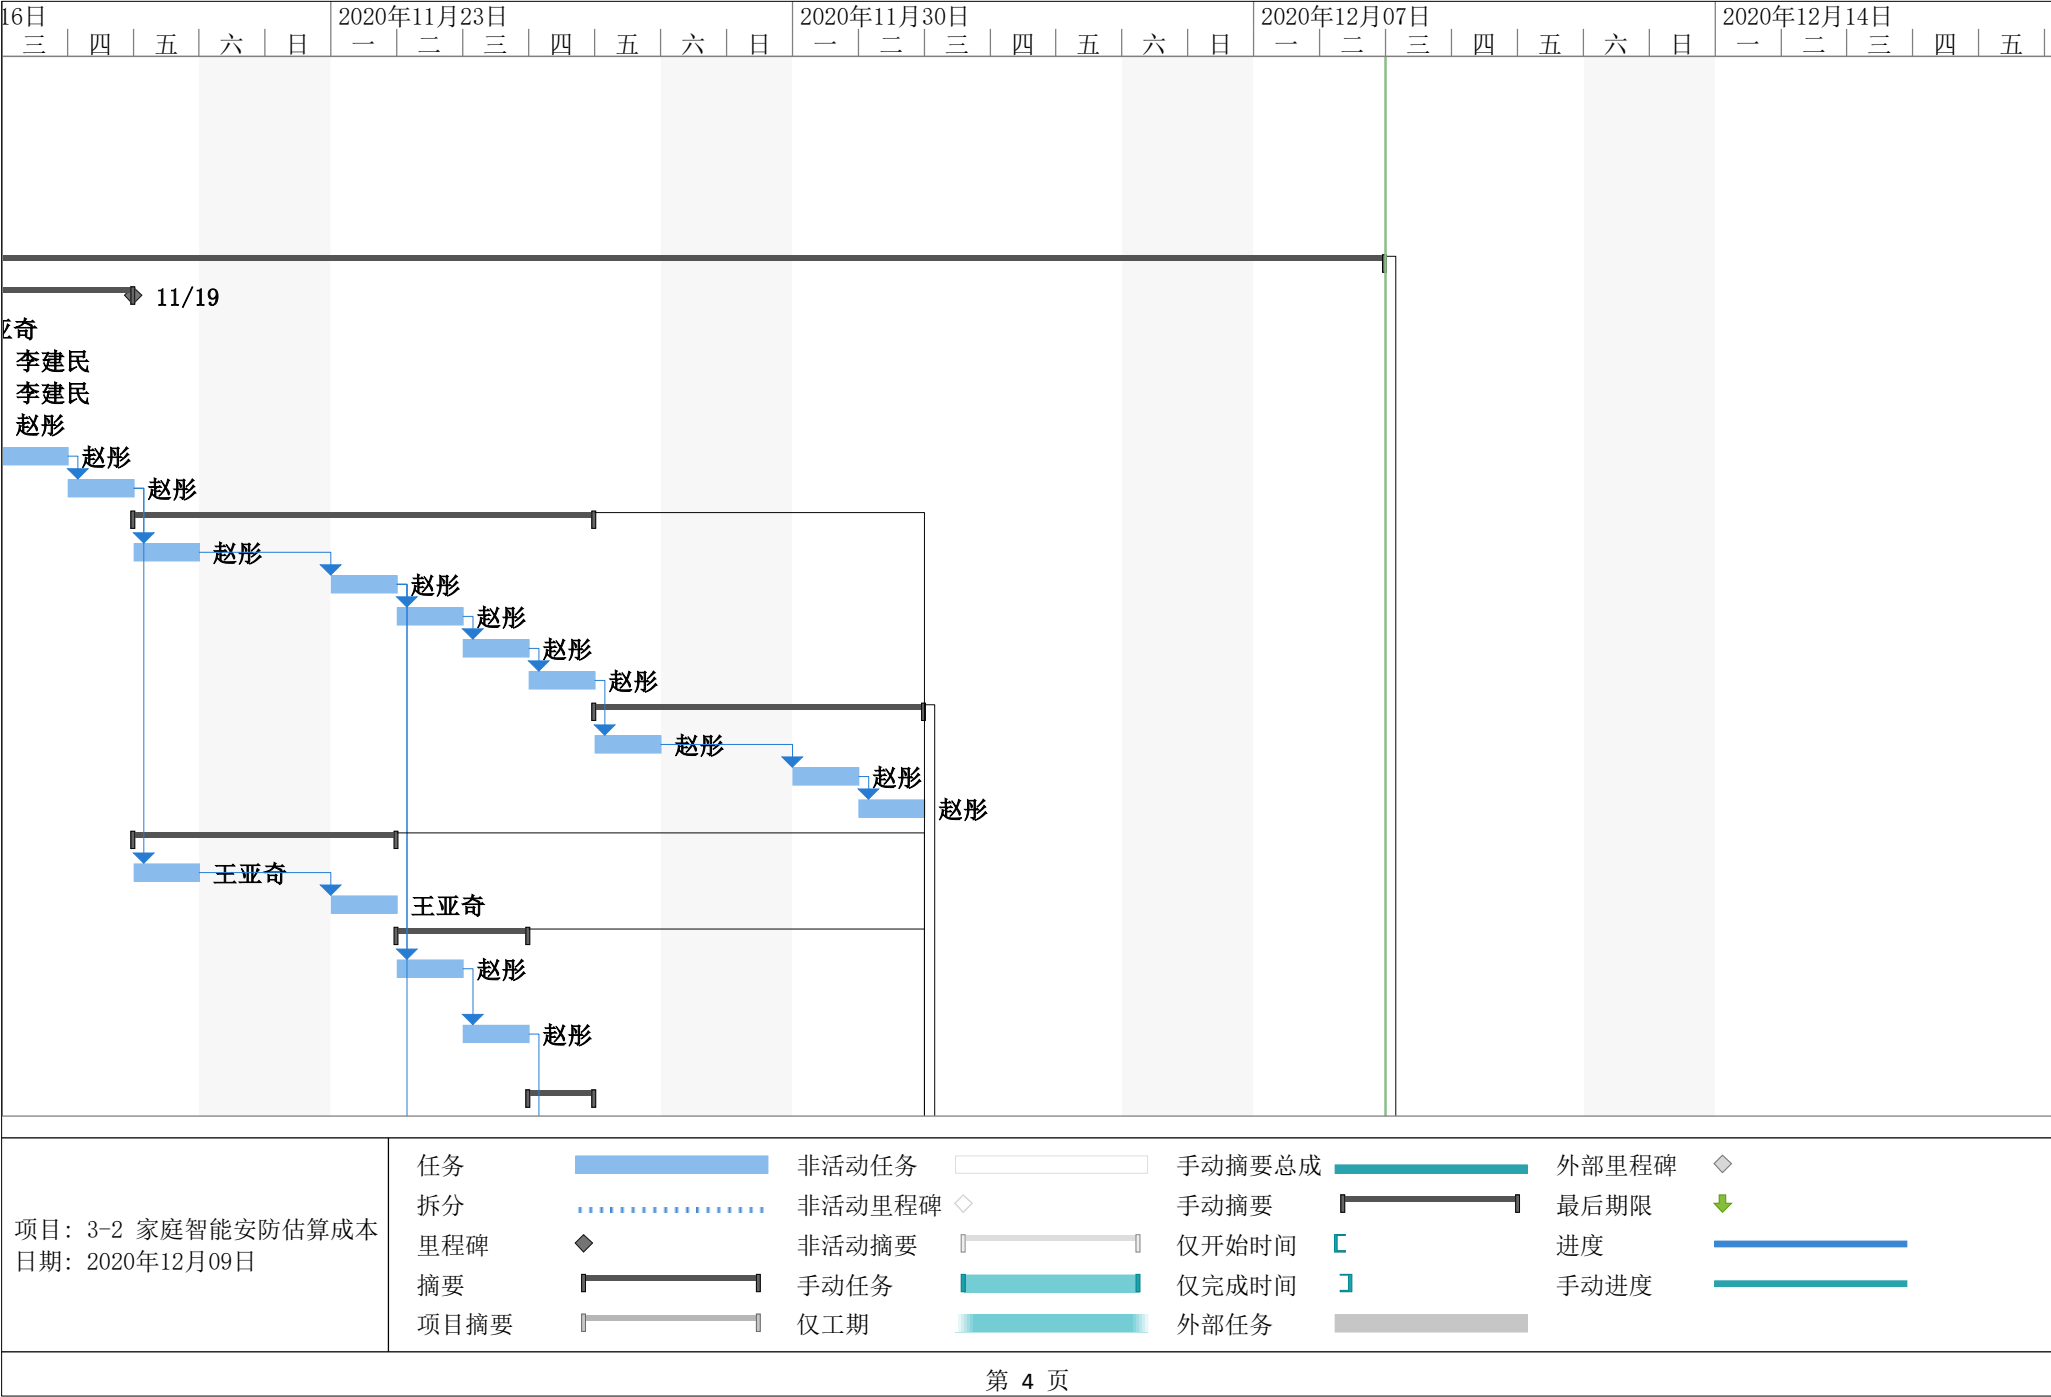 16日 2020年11月23日 2020年11月30日 2020年12月07日 2020年12月14日
三 四 五 六 日 一 二 三 四 五 六 日 一 二 三 四 五 六 日 一 二 三 四 五 六 日 一 二 三 四 五
11/19
亚奇
李建民
李建民
赵彤
赵彤
赵彤
赵彤
赵彤
赵彤
赵彤
赵彤
赵彤
赵彤
赵彤
王亚奇
王亚奇
赵彤
赵彤
项目: 3-2 家庭智能安防估算成本
日期: 2020年12月09日
任务
拆分
里程碑
摘要
项目摘要
非活动任务
非活动里程碑
非活动摘要
手动任务
仅工期
手动摘要总成
手动摘要
仅开始时间
仅完成时间
外部任务
外部里程碑
最后期限
进度
手动进度
第 4 页